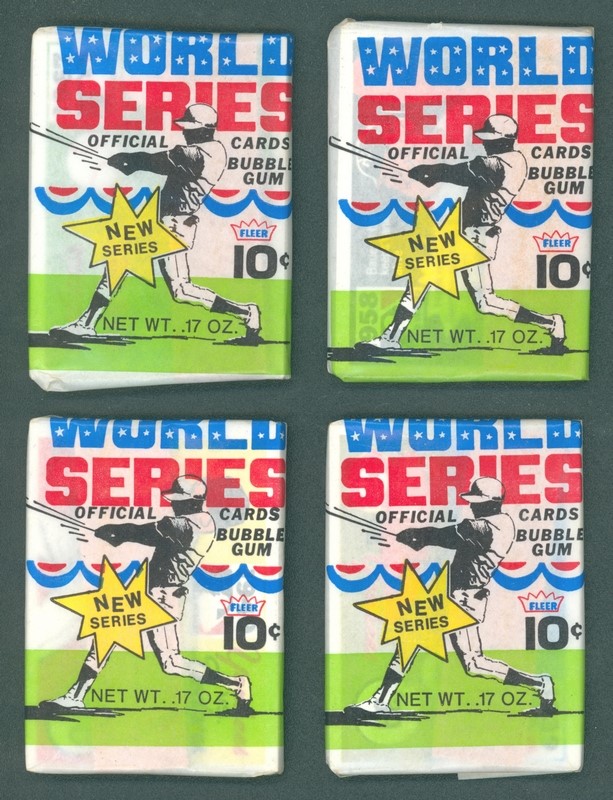 WORLD
SERIES
OFFICIAL CARDS
BUBBLE
GUM
NEW
SERIES
FLEER
10¢
NET WT. .17 OZ.
WORLD
SERIES
OFFICIAL CARDS
BUBBLE
GUM
NEW
SERIES
FLEER
10¢
1958
NET WT. .17 OZ.
WORLD
SERIES
OFFICIAL CARDS
BUBBLE
GUM
NEW
SERIES
FLEER
10¢
NET WT. .17 OZ.
WORLD
SERIES
OFFICIAL CARDS
BUBBLE
GUM
NEW
SERIES
FLEER
10¢
NET WT. .17 OZ.